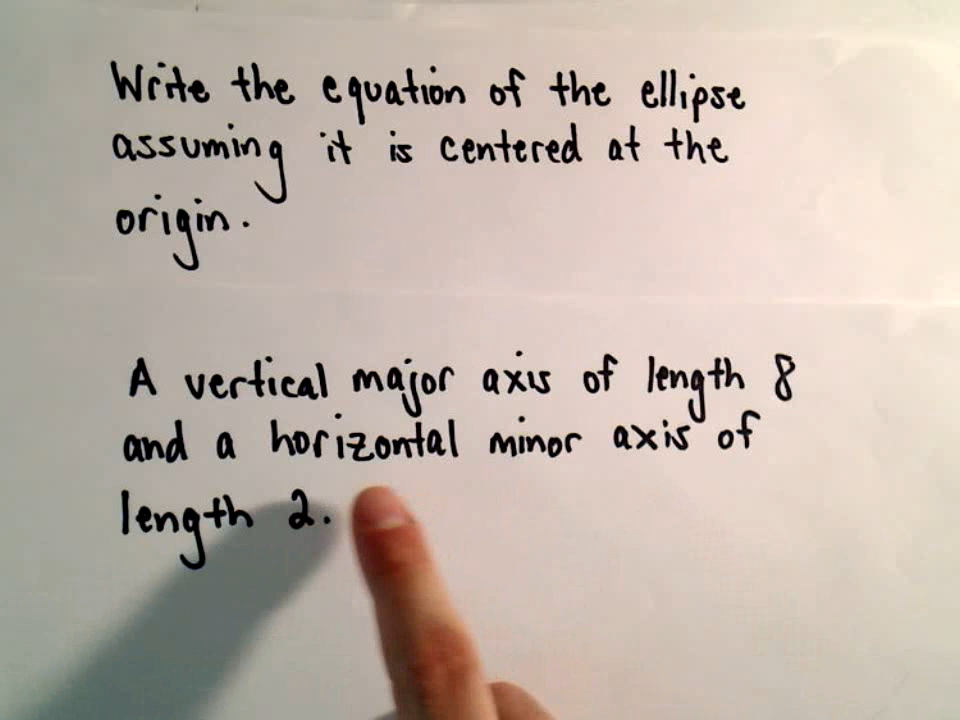 Write the equation of the ellipse
assuming it is centered at the
origin.
A vertical major axis of length 8
and a horizontal minor axis of
length 2.